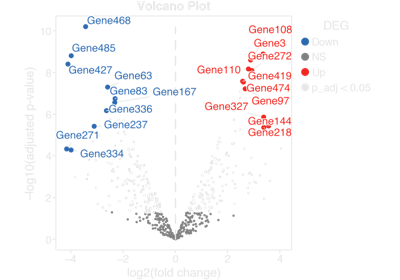 Volcano Plot
Gene468
Gene108
DEG
Gene3
Down
Gene485
Gene272
NS
Gene427
Gene110
Up
Gene63
Gene419
p_adj < 0.05
Gene83
Gene167
Gene474
Gene97
Gene336
Gene327
Gene237
Gene144
Gene271
Gene218
Gene334
10
8
6
4
2
0
-4
-2
0
2
4
-log10(adjusted p-value)
log2(fold change)